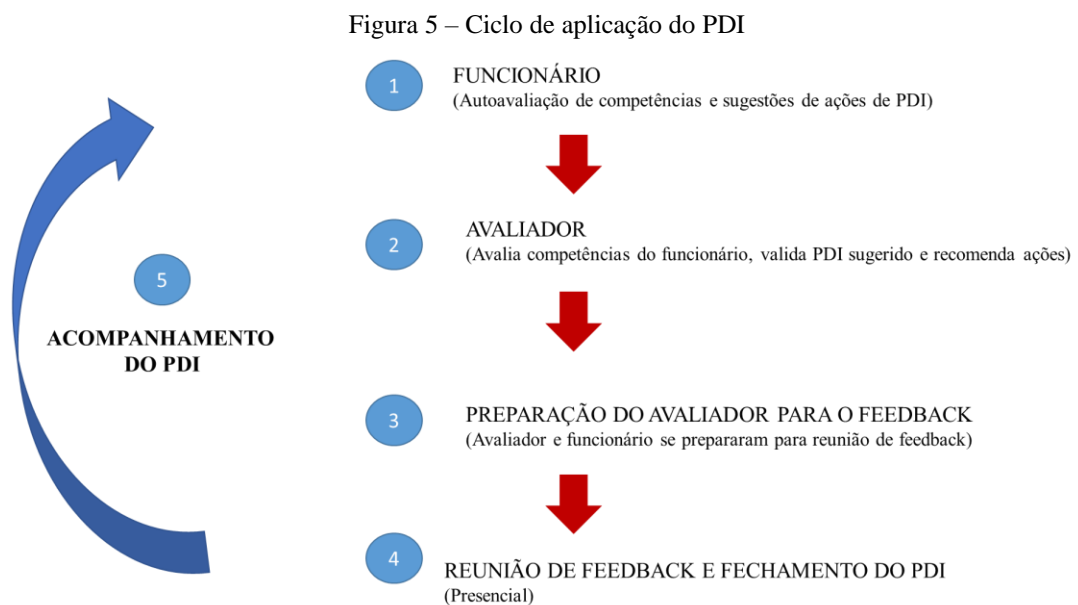 Figura 5 – Ciclo de aplicação do PDI
1
FUNCIONÁRIO
(Autoavaliação de competências e sugestões de ações de PDI)
2
AVALIADOR
(Avalia competências do funcionário, valida PDI sugerido e recomenda ações)
3
PREPARAÇÃO DO AVALIADOR PARA O FEEDBACK
(Avaliador e funcionário se prepararam para reunião de feedback)
4
REUNIÃO DE FEEDBACK E FECHAMENTO DO PDI
(Presencial)
5
ACOMPANHAMENTO
DO PDI